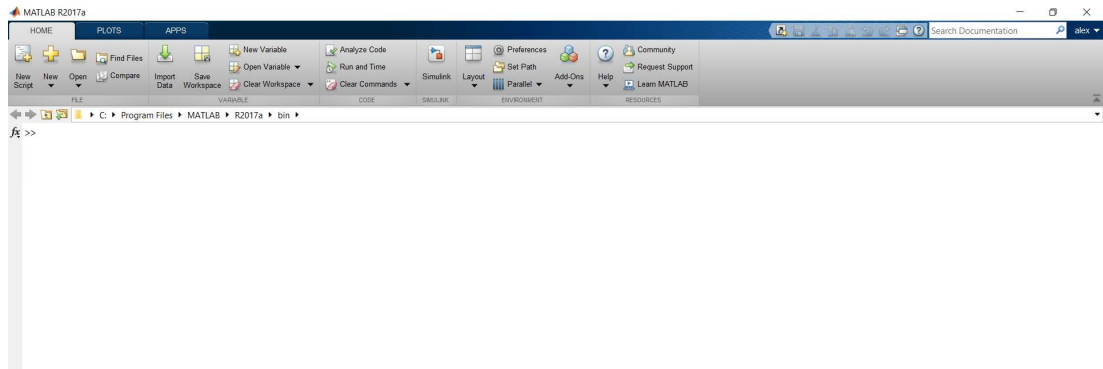 MATLAB R2017a
HOME PLOTS APPS
Search Documentation alex
New Script
New
Open
Find Files
Compare
Import Data
Save Workspace
New Variable
Open Variable
Clear Workspace
Analyze Code
Run and Time
Clear Commands
Simulink
Layout
Preferences
Set Path
Parallel
Add-Ons
Help
Community
Request Support
Learn MATLAB
FILE VARIABLE CODE SIMULINK ENVIRONMENT RESOURCES
C: Program Files MATLAB R2017a bin
fx >>